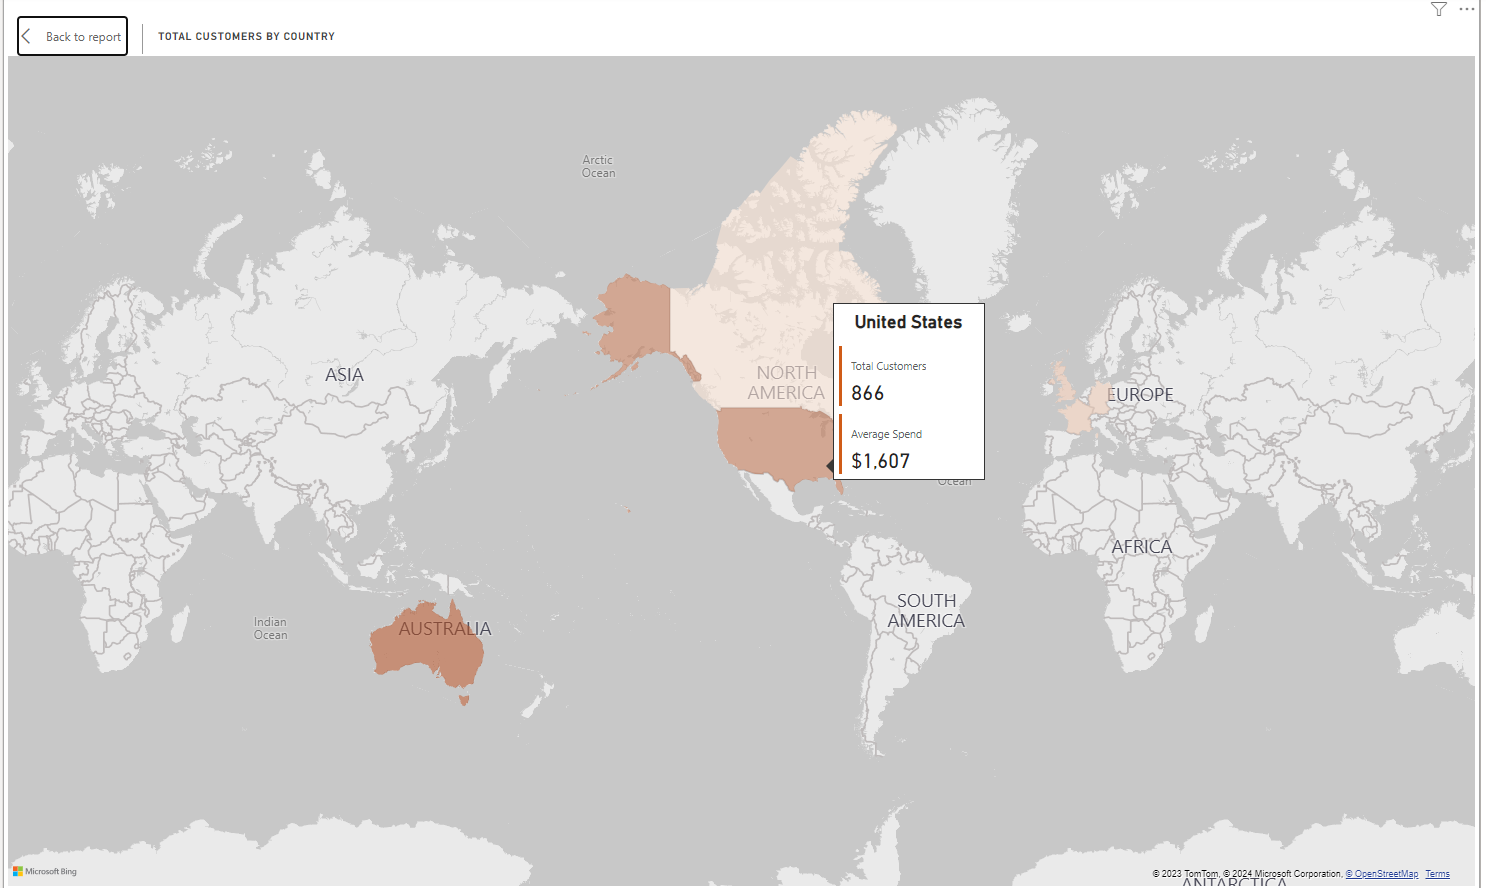 Back to report
TOTAL CUSTOMERS BY COUNTRY
Arctic
Ocean
United States
Total Customers
866
Average Spend
$1,607
ASIA
NORTH
AMERICA
EUROPE
Ocean
AFRICA
SOUTH
AMERICA
Indian
Ocean
AUSTRALIA
Microsoft Bing
© 2023 TomTom, © 2024 Microsoft Corporation, © OpenStreetMap Terms
ANTARCTICA